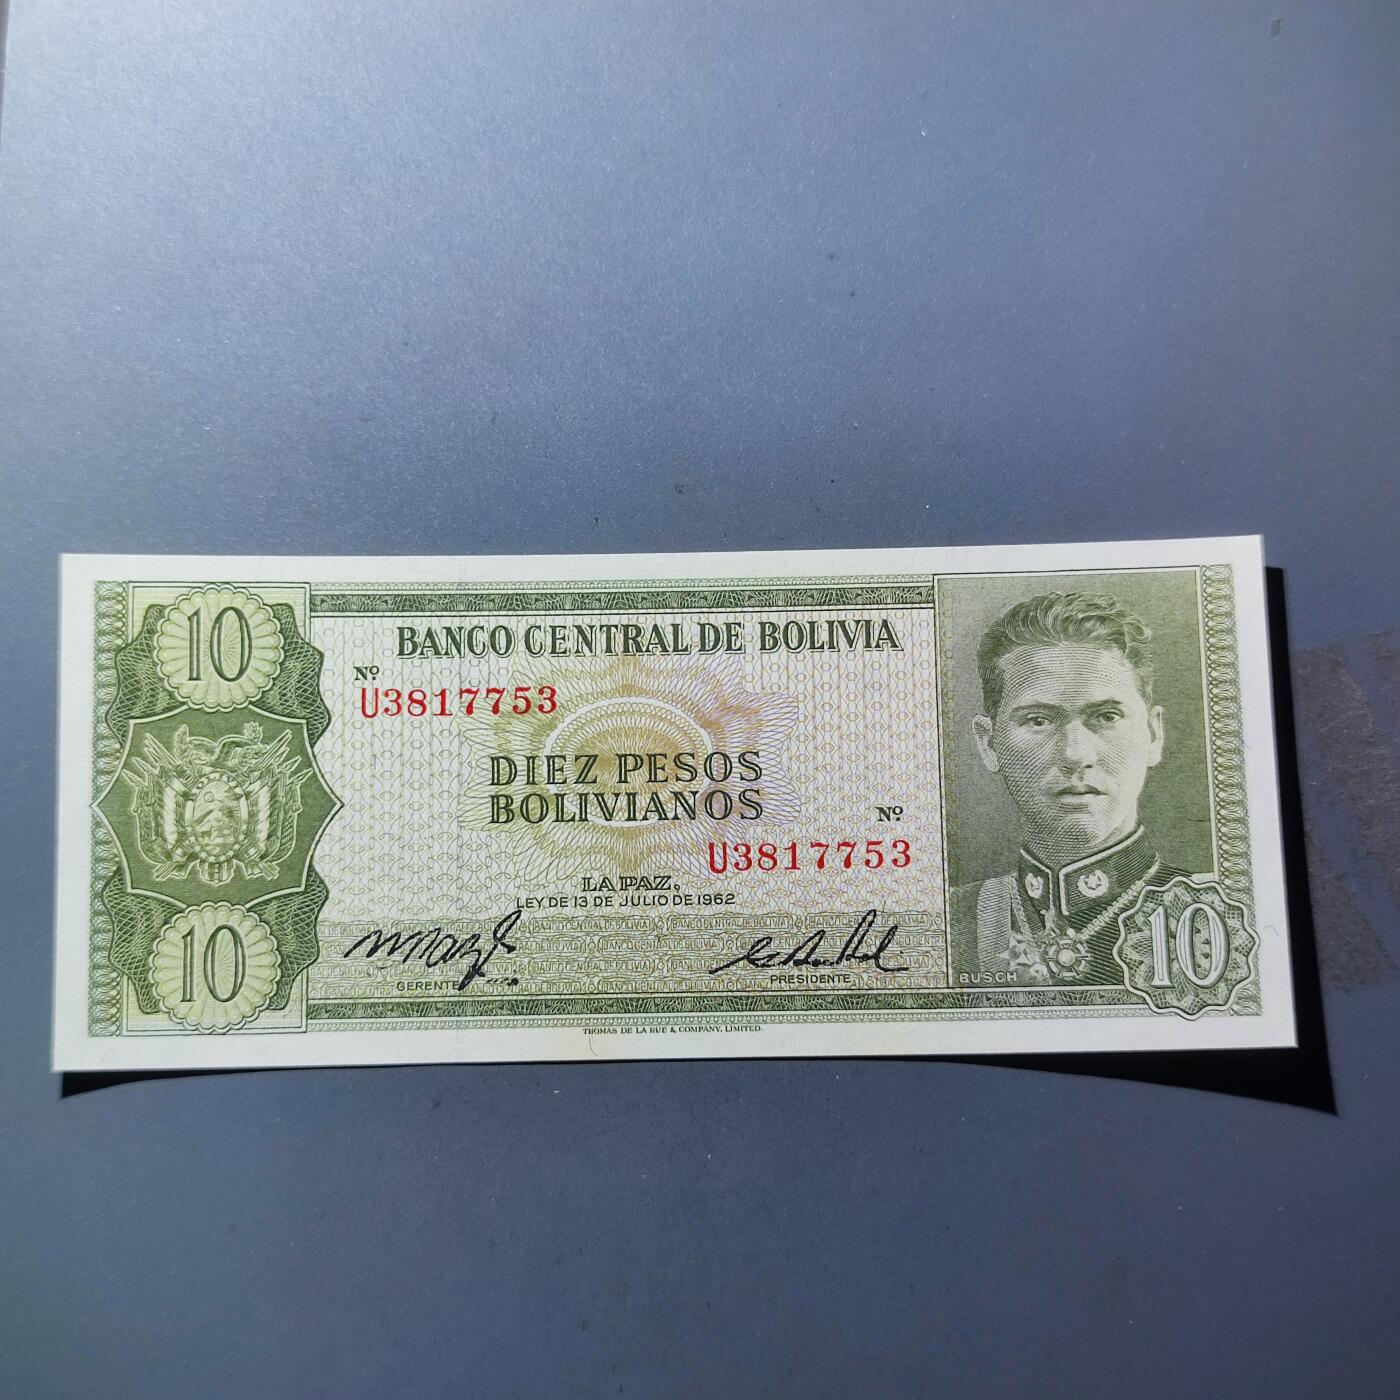 10
BANCO CENTRAL DE BOLIVIA
Nº
U3817753
DIEZ PESOS
BOLIVIANOS
Nº
U3817753
LA PAZ,
LEY DE 13 DE JULIO DE 1962
GERENTE
PRESIDENTE
BUSCH
10
10
THOMAS DE LA RUE & COMPANY, LIMITED.